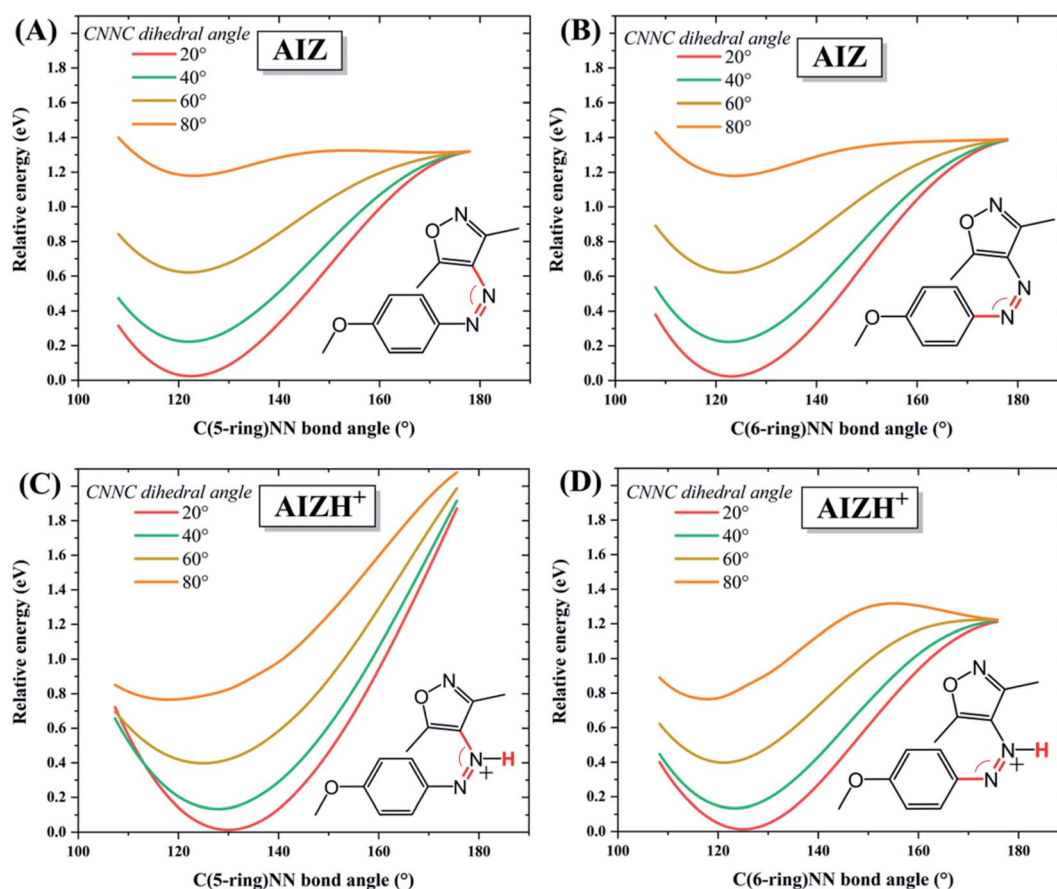 (A)
CNNC dihedral angle
20°
40°
60°
80°
AIZ
Relative energy (eV)
2.0
1.8
1.6
1.4
1.2
1.0
0.8
0.6
0.4
0.2
0.0
100 120 140 160 180
C(5-ring)NN bond angle (°)
O N
N
N
O
(B)
CNNC dihedral angle
20°
40°
60°
80°
AIZ
Relative energy (eV)
2.0
1.8
1.6
1.4
1.2
1.0
0.8
0.6
0.4
0.2
0.0
100 120 140 160 180
C(6-ring)NN bond angle (°)
O N
N
N
O
(C)
CNNC dihedral angle
20°
40°
60°
80°
AIZH+
Relative energy (eV)
2.0
1.8
1.6
1.4
1.2
1.0
0.8
0.6
0.4
0.2
0.0
100 120 140 160 180
C(5-ring)NN bond angle (°)
O N
N H
+
N
O
(D)
CNNC dihedral angle
20°
40°
60°
80°
AIZH+
Relative energy (eV)
2.0
1.8
1.6
1.4
1.2
1.0
0.8
0.6
0.4
0.2
0.0
100 120 140 160 180
C(6-ring)NN bond angle (°)
O N
N H
+
N
O